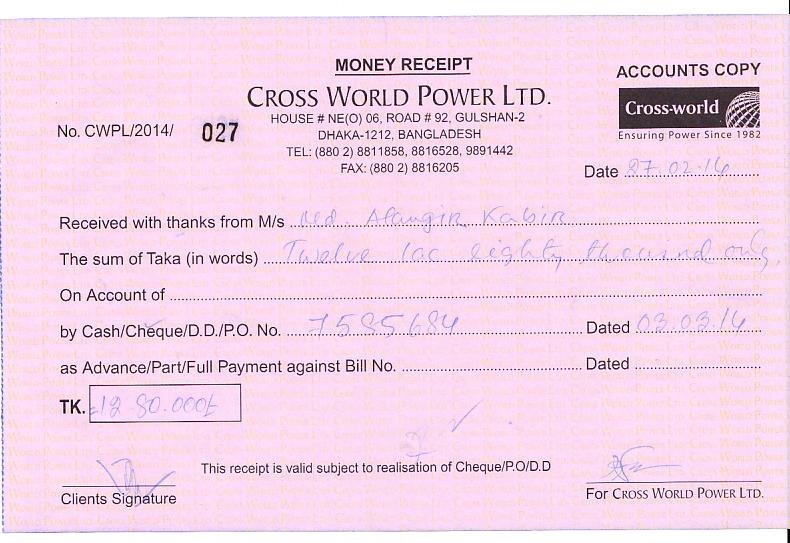 MONEY RECEIPT
ACCOUNTS COPY
CROSS WORLD POWER LTD.
Cross-world
Ensuring Power Since 1982
HOUSE # NE(O) 06, ROAD # 92, GULSHAN-2
DHAKA-1212, BANGLADESH
TEL: (880 2) 8811858, 8816528, 9891442
FAX: (880 2) 8816205
No. CWPL/2014/ 027
Date 27.02.14
Received with thanks from M/s Md. Alamgir Kabir
The sum of Taka (in words) Twelve lac eighty thousand only.
On Account of
by Cash/Cheque/D.D./P.O. No. 7585684 Dated 03.03.14
as Advance/Part/Full Payment against Bill No. Dated
TK. =12 80.000/=
This receipt is valid subject to realisation of Cheque/P.O/D.D
Clients Signature
For CROSS WORLD POWER LTD.